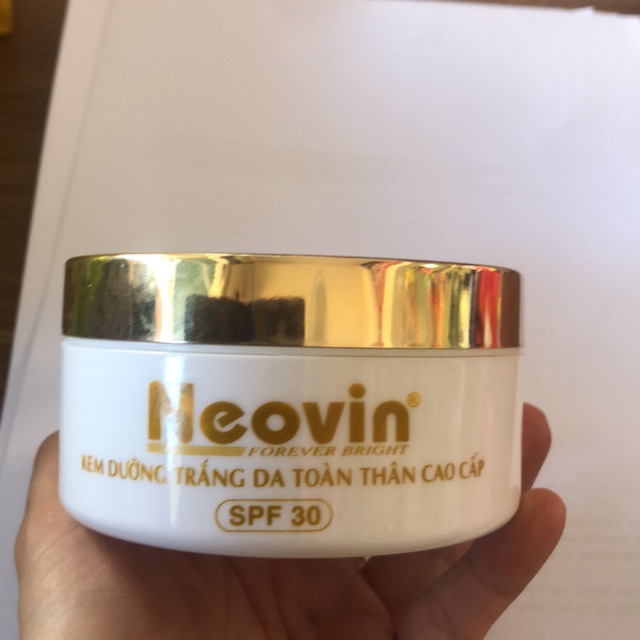 Neovin®
FOREVER BRIGHT
KEM DƯỠNG TRẮNG DA TOÀN THÂN CAO CẤP
SPF 30